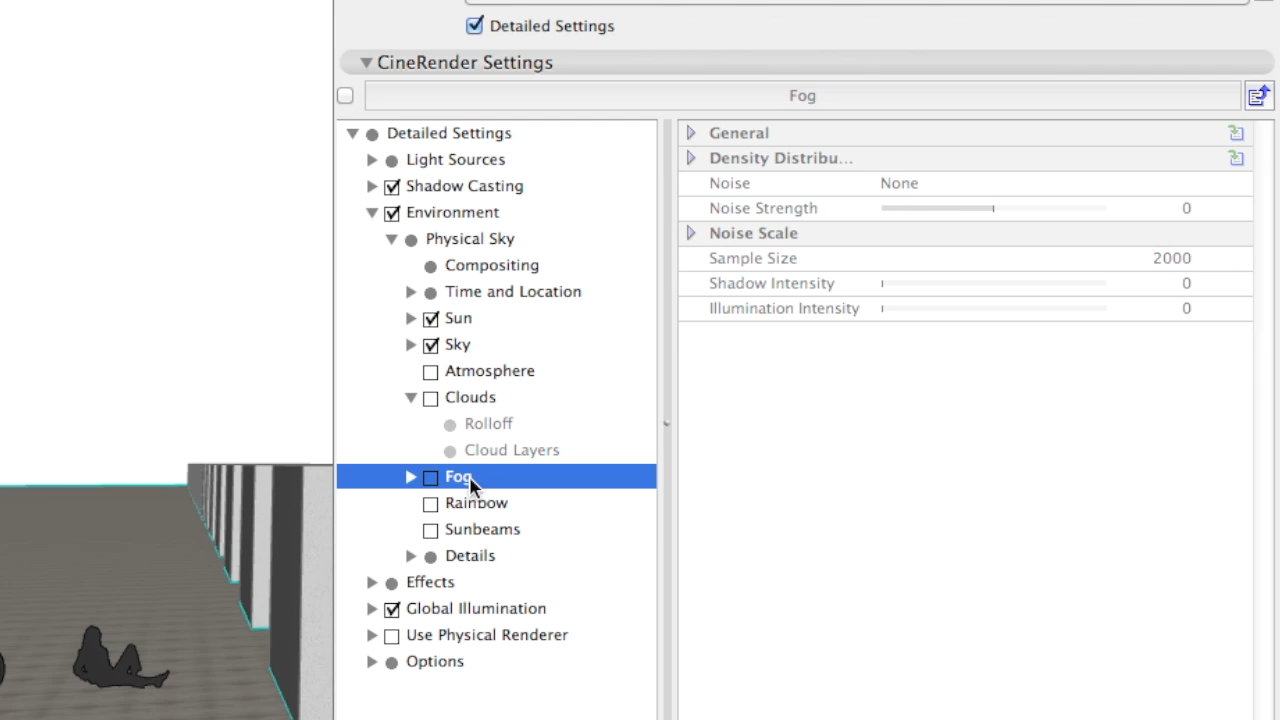 Detailed Settings
CineRender Settings
Fog
Detailed Settings
Light Sources
Shadow Casting
Environment
Physical Sky
Compositing
Time and Location
Sun
Sky
Atmosphere
Clouds
Rolloff
Cloud Layers
Fog
Rainbow
Sunbeams
Details
Effects
Global Illumination
Use Physical Renderer
Options
General
Density Distribu...
Noise None
Noise Strength 0
Noise Scale
Sample Size 2000
Shadow Intensity 0
Illumination Intensity 0